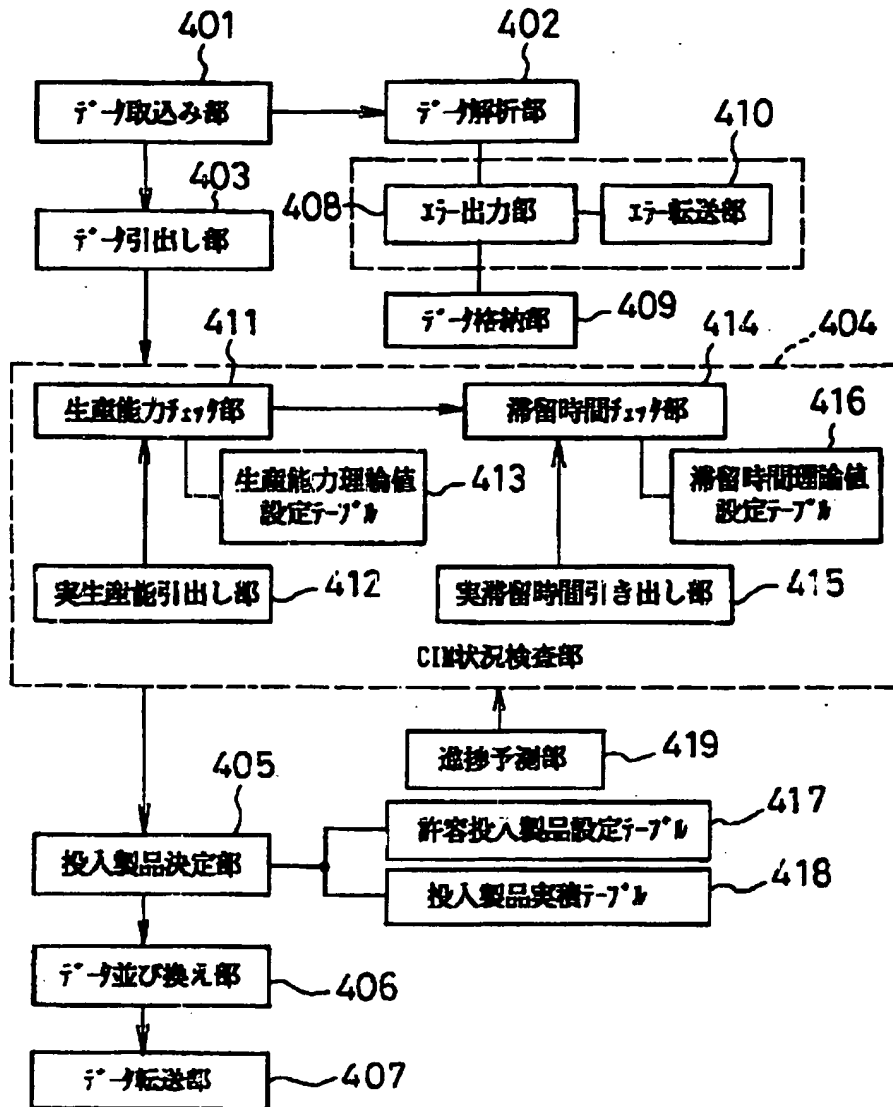 401
402
データ取込み部
データ解析部
410
403
408
エラー出力部
エラー転送部
データ引出し部
データ格納部
409
411
414
404
生産能力チェック部
滞留時間チェック部
416
生産能力理論値
設定テーブル
413
滞留時間理論値
設定テーブル
実生産能引出し部
412
実滞留時間引き出し部
415
CIM状況検査部
進捗予測部
419
405
417
許容投入製品設定テーブル
投入製品決定部
418
投入製品実積テーブル
データ並び換え部
406
データ転送部
407